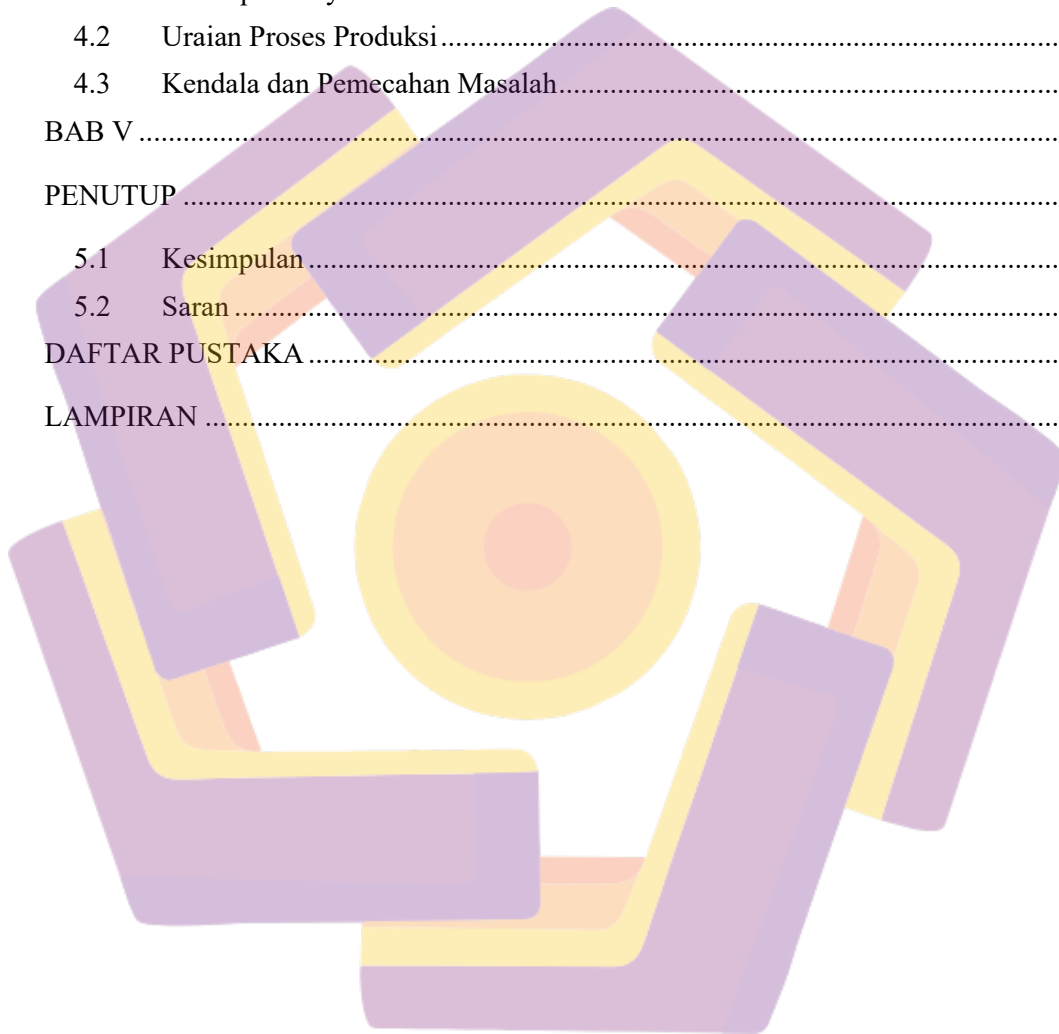 4.2 Uraian Proses Produksi........................................................................
4.3 Kendala dan Pemecahan Masalah........................................................................
BAB V ........................................................................
PENUTUP ........................................................................
5.1 Kesimpulan ........................................................................
5.2 Saran ........................................................................
DAFTAR PUSTAKA ........................................................................
LAMPIRAN ........................................................................